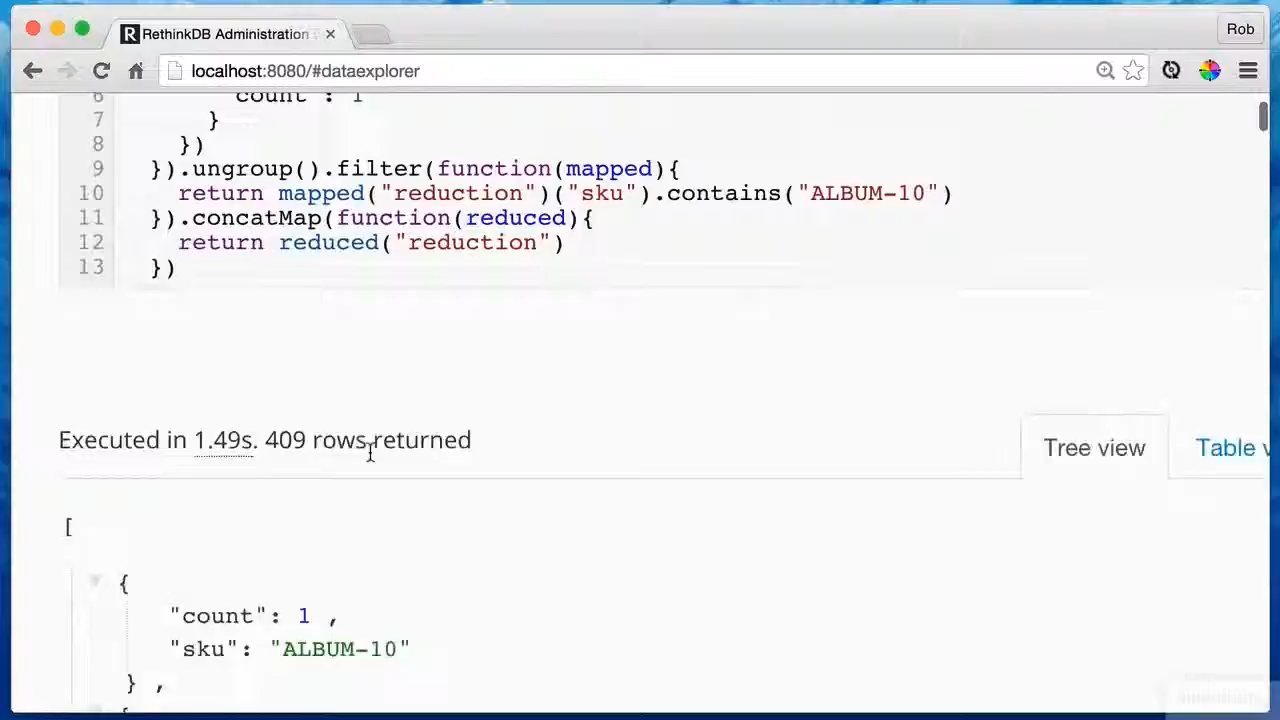 RethinkDB Administration
Rob
localhost:8080/#dataexplorer
6 count : 1
7 }
8 })
9 }).ungroup().filter(function(mapped){
10 return mapped("reduction")("sku").contains("ALBUM-10")
11 }).concatMap(function(reduced){
12 return reduced("reduction")
13 })
Executed in 1.49s. 409 rows returned
Tree view
Table v
[
{
"count": 1 ,
"sku": "ALBUM-10"
} ,